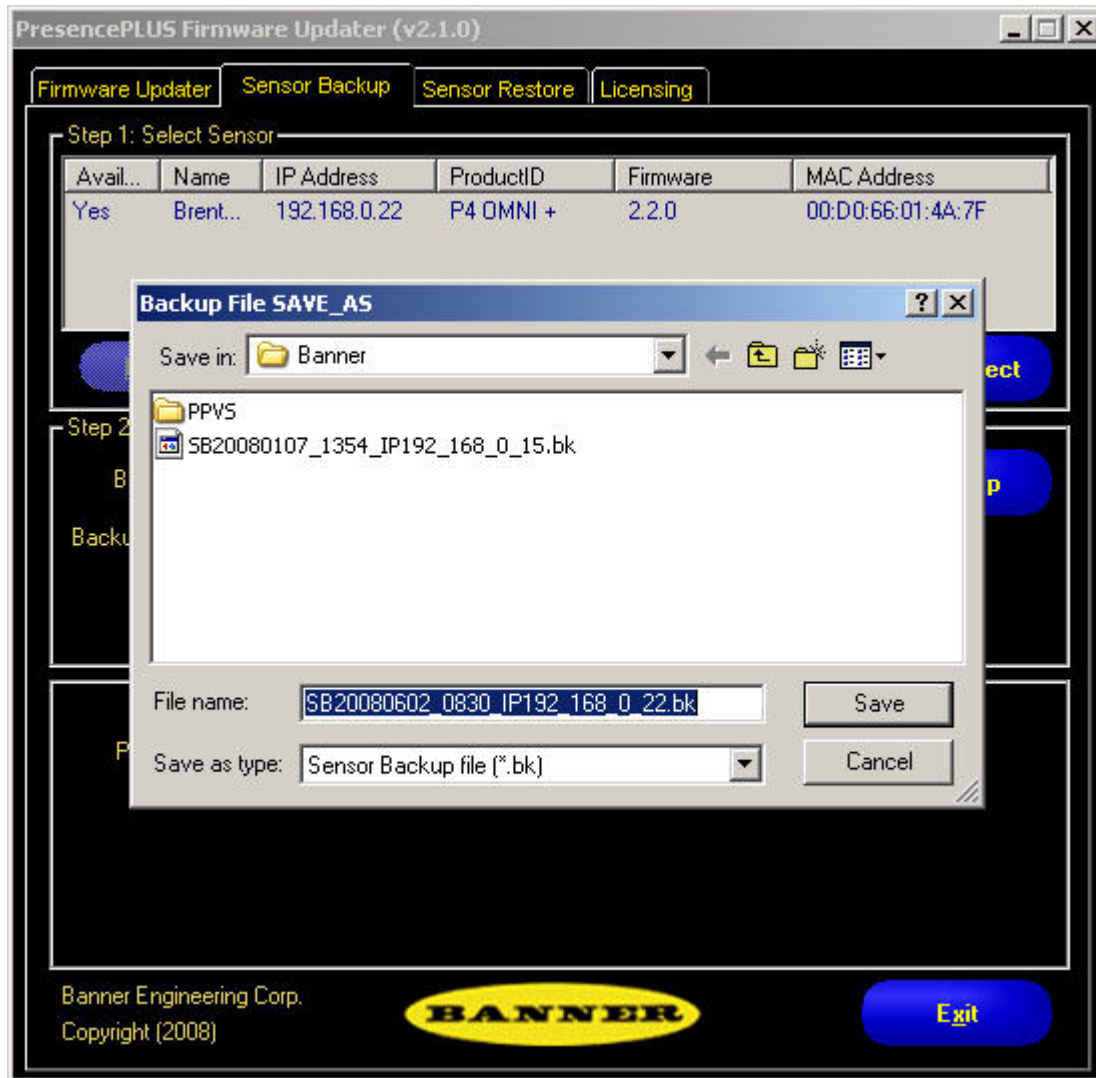 PresencePLUS Firmware Updater (v2.1.0)
Firmware Updater Sensor Backup Sensor Restore Licensing
Step 1: Select Sensor
Avail... Name IP Address ProductID Firmware MAC Address
Yes Brent... 192.168.0.22 P4 OMNI + 2.2.0 00:D0:66:01:4A:7F
Backup File SAVE_AS
Save in: Banner
ect
PPVS
Step 2
SB20080107_1354_IP192_168_0_15.bk
B
p
Backu
File name: SB20080602_0830_IP192_168_0_22.bk Save
P
Save as type: Sensor Backup file (*.bk) Cancel
Banner Engineering Corp.
Copyright (2008)
BANNER
Exit